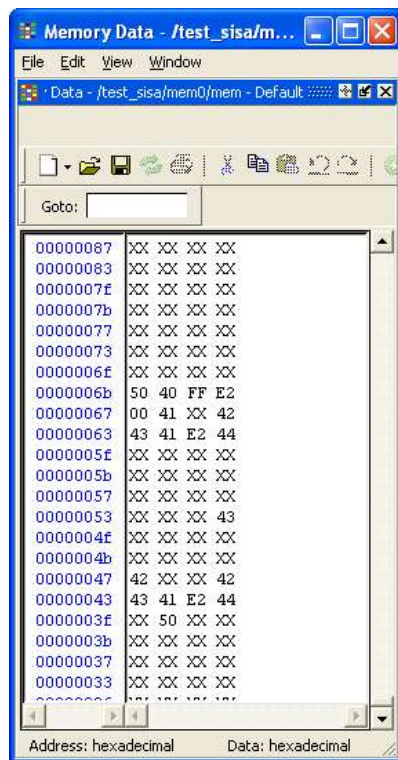 Memory Data - /test_sisa/m...
File Edit View Window
Data - /test_sisa/mem0/mem - Default
Goto:
00000087 XX XX XX XX
00000083 XX XX XX XX
0000007f XX XX XX XX
0000007b XX XX XX XX
00000077 XX XX XX XX
00000073 XX XX XX XX
0000006f XX XX XX XX
0000006b 50 40 FF E2
00000067 00 41 XX 42
00000063 43 41 E2 44
0000005f XX XX XX XX
0000005b XX XX XX XX
00000057 XX XX XX XX
00000053 XX XX XX 43
0000004f XX XX XX XX
0000004b XX XX XX XX
00000047 42 XX XX 42
00000043 43 41 E2 44
0000003f XX 50 XX XX
0000003b XX XX XX XX
00000037 XX XX XX XX
00000033 XX XX XX XX
Address: hexadecimal Data: hexadecimal